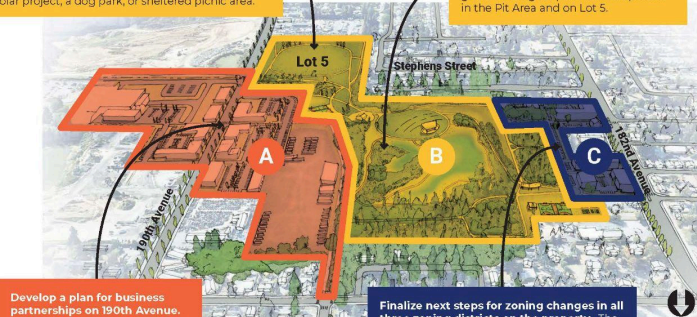 solar project, a dog park, or sheltered picnic area.
in the Pit Area and on Lot 5.
Lot 5
Stephens Street
A
B
C
182nd Avenue
190th Avenue
Develop a plan for business
partnerships on 190th Avenue.
Finalize next steps for zoning changes in all